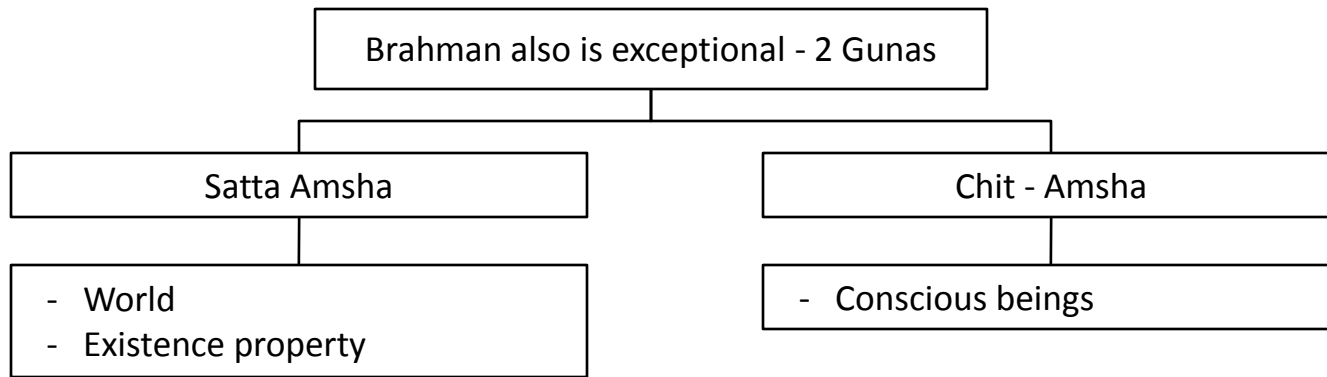 Brahman also is exceptional - 2 Gunas
Satta Amsha
Chit - Amsha
- World
- Existence property
- Conscious beings